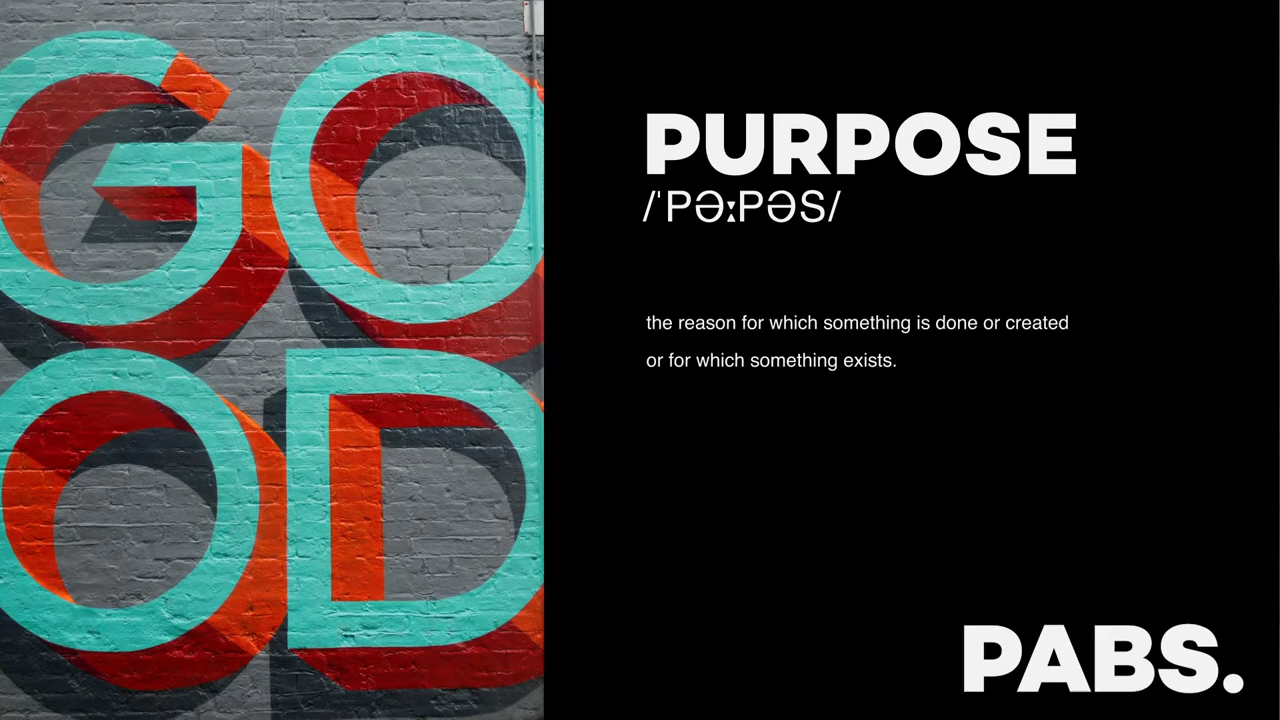 GO
OD
PURPOSE
/ˈPƏːPƏS/
the reason for which something is done or created
or for which something exists.
PABS.